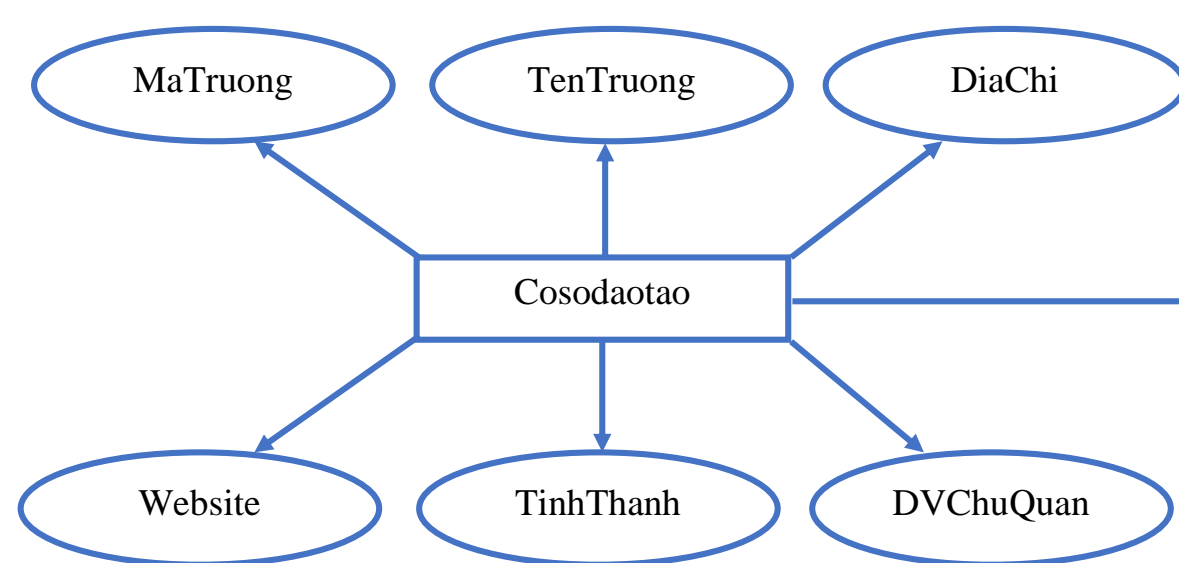 MaTruong
TenTruong
DiaChi
Cosodaotao
Website
TinhThanh
DVChuQuan